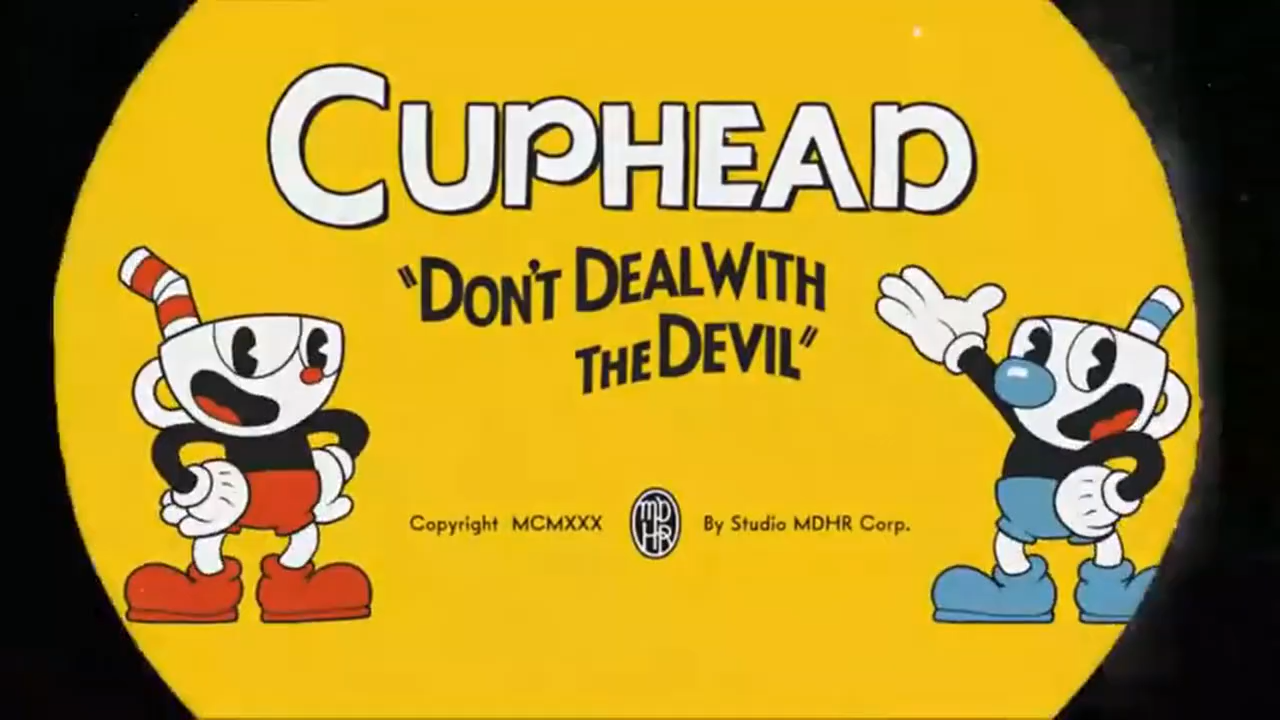 CUPHEAD
"DON'T DEAL WITH
THE DEVIL"
Copyright MCMXXX MDHR By Studio MDHR Corp.